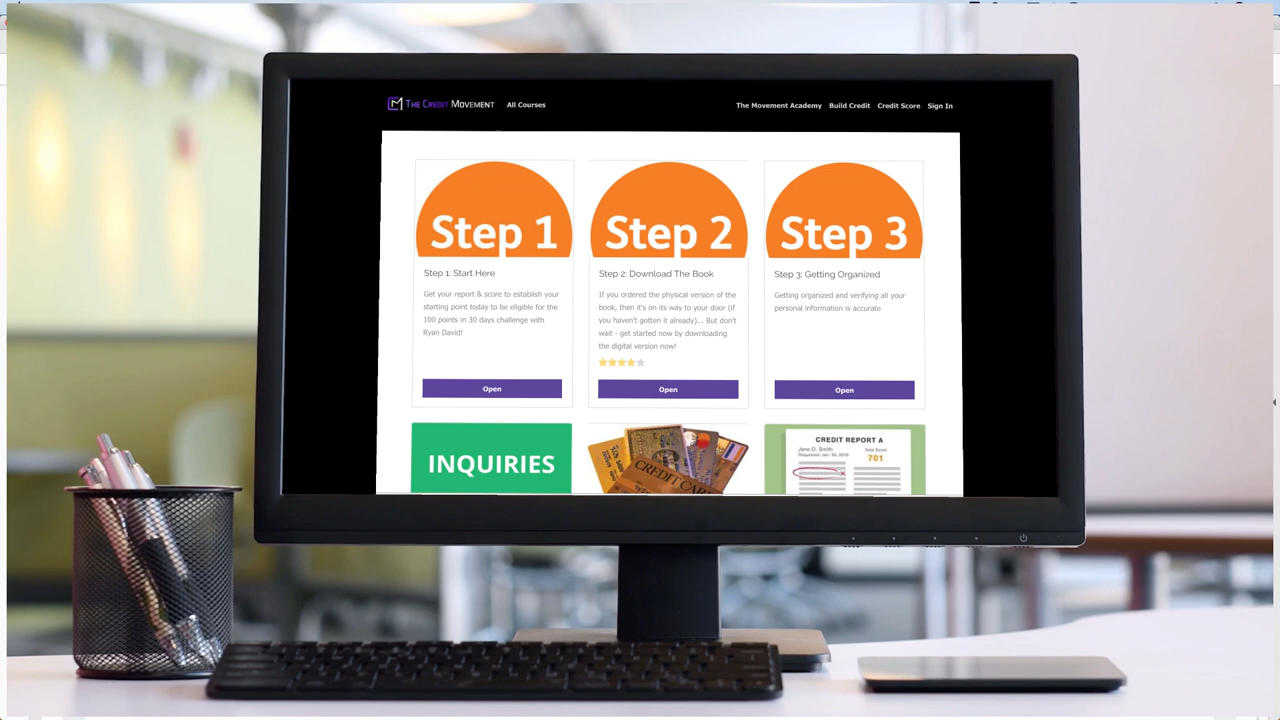 THE CREDIT MOVEMENT All Courses The Movement Academy Build Credit Credit Score Sign In
Step 1 Step 2 Step 3
Step 1: Start Here
Get your report & score to establish your
starting point today to be eligible for the
100 points in 30 days challenge with
Ryan David!
Open
Step 2: Download The Book
If you ordered the physical version of the
book, then it's on its way to your door (if
you haven't gotten it already)... But don't
wait - get started now by downloading
the digital version now!
Open
Step 3: Getting Organized
Getting organized and verifying all your
personal information is accurate
Open
INQUIRIES
CREDIT CAR
CREDIT REPORT A
Jane O. Smith
Requested: Jan. 30, 2018
Total Score
701